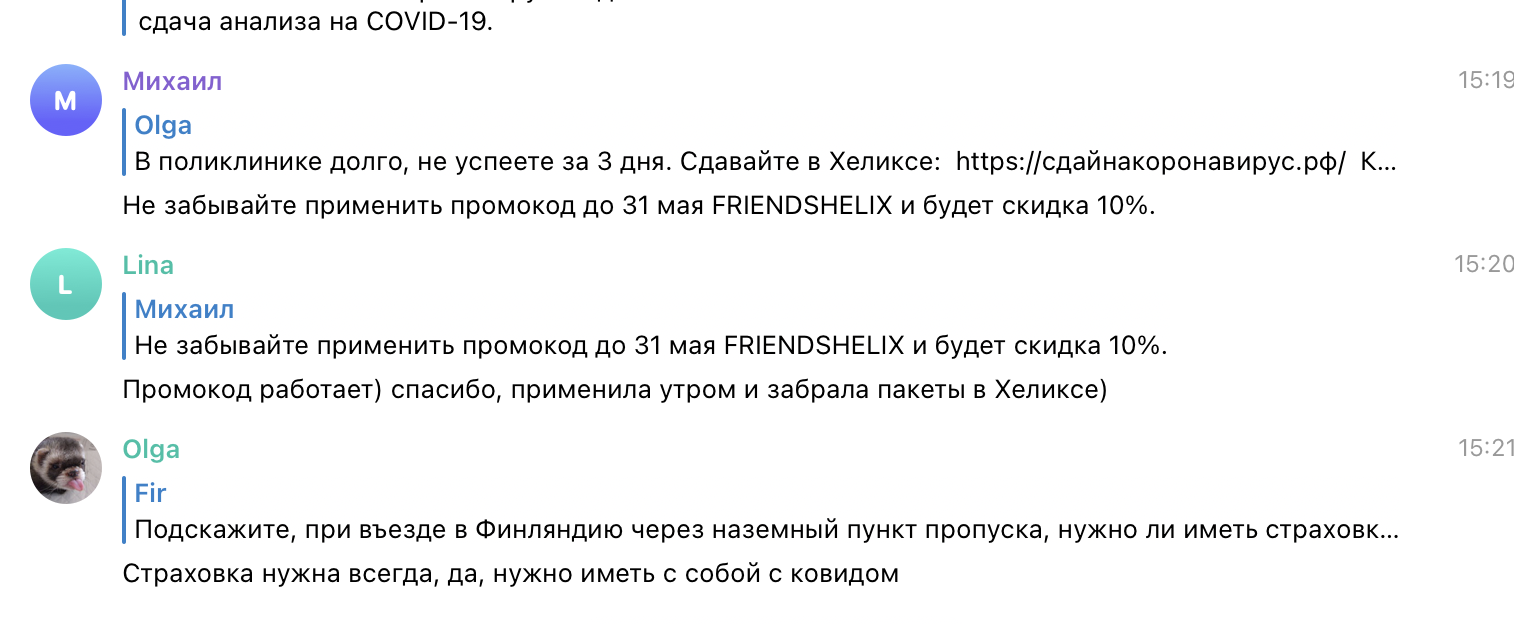 сдача анализа на COVID-19.
М
Михаил
15:19
Olga
В поликлинике долго, не успеете за 3 дня. Сдавайте в Хеликсе: https://сдайнакоронавирус.рф/ К...
Не забывайте применить промокод до 31 мая FRIENDSHELIX и будет скидка 10%.
L
Lina
15:20
Михаил
Не забывайте применить промокод до 31 мая FRIENDSHELIX и будет скидка 10%.
Промокод работает) спасибо, применила утром и забрала пакеты в Хеликсе)
Olga
15:21
Fir
Подскажите, при въезде в Финляндию через наземный пункт пропуска, нужно ли иметь страховк...
Страховка нужна всегда, да, нужно иметь с собой с ковидом